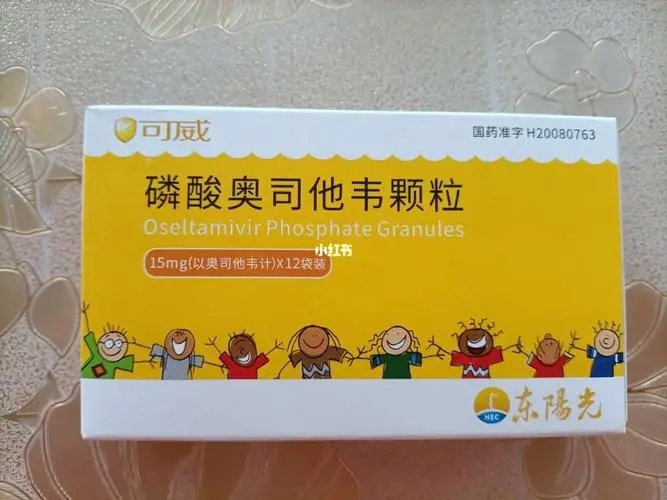 可威
国药准字 H20080763
磷酸奥司他韦颗粒
Oseltamivir Phosphate Granules
小红书
15mg(以奥司他韦计)X12袋装
HEC
东陽光